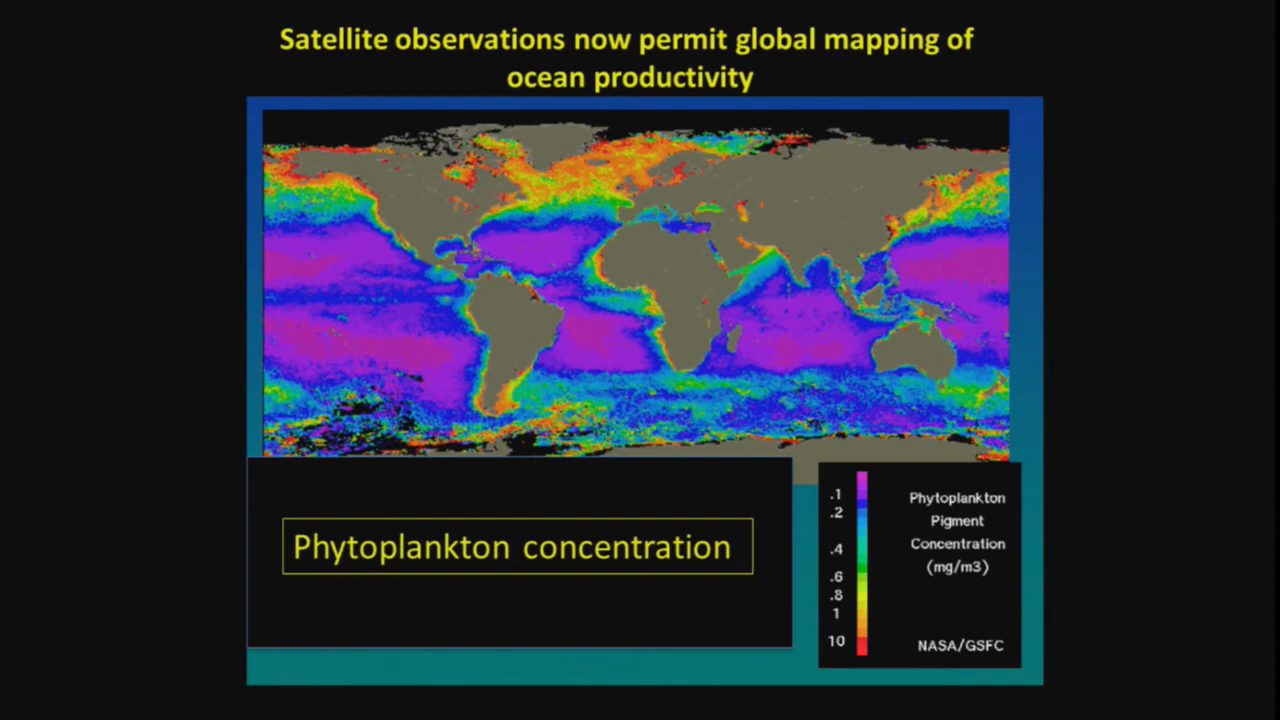 Satellite observations now permit global mapping of
ocean productivity
Phytoplankton concentration
.1
.2
.4
.6
.8
1
10
Phytoplankton
Pigment
Concentration
(mg/m3)
NASA/GSFC